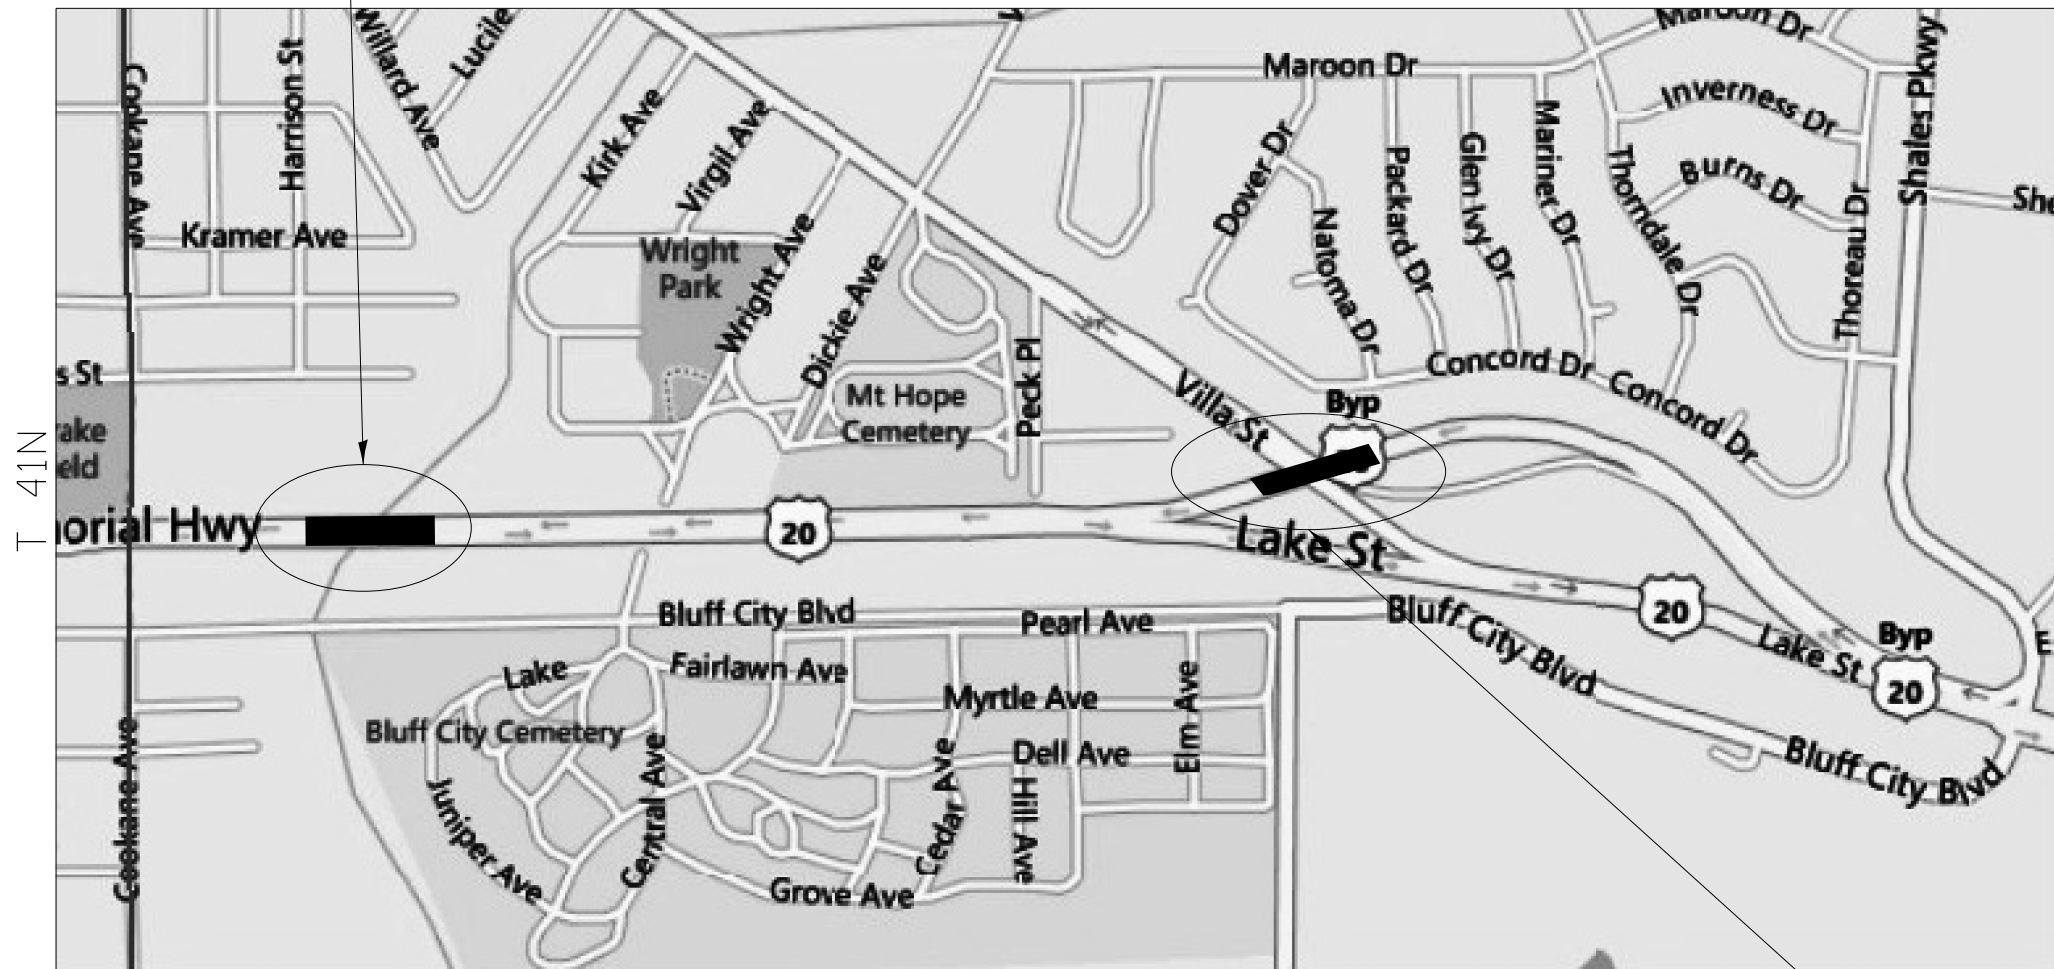 Willard Ave
Lucile
Maroon Dr
Maroon Dr
Shales Pkwy
Cookane Ave
Harrison St
Kirk Ave
Virgil Ave
Inverness Dr
Dover Dr
Packard Dr
Glen Ivy Dr
Mariner Dr
Thorndale Dr
Burns Dr
Thoreau Dr
She
Kramer Ave
Wright
Park
Wright Ave
Dickie Ave
Natoma Dr
Peck Pl
s St
Mt Hope
Cemetery
Concord Dr
Concord Dr
Villa St
Byp
rake
eld
T 41N
norial Hwy
20
Lake St
Bluff City Blvd
Pearl Ave
Bluff City Blvd
20
Lake St
Byp
20
E
Lake
Fairlawn Ave
Myrtle Ave
Elm Ave
Bluff City Cemetery
Dell Ave
Bluff City Blvd
Cookane Ave
Juniper Ave
Central Ave
Cedar Ave
Hill Ave
Grove Ave